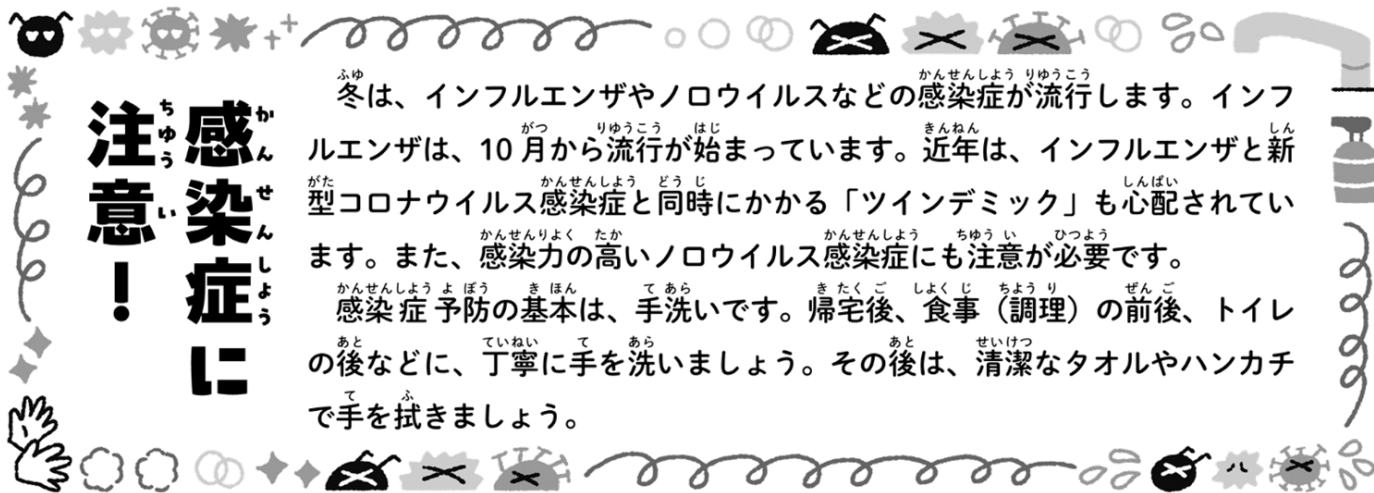 感染症に
注意！
冬は、インフルエンザやノロウイルスなどの感染症が流行します。インフ
ルエンザは、10月から流行が始まっています。近年は、インフルエンザと新
型コロナウイルス感染症と同時にかかる「ツインデミック」も心配されてい
ます。また、感染力の高いノロウイルス感染症にも注意が必要です。
感染症予防の基本は、手洗いです。帰宅後、食事（調理）の前後、トイレ
の後などに、丁寧に手を洗いましょう。その後は、清潔なタオルやハンカチ
で手を拭きましょう。